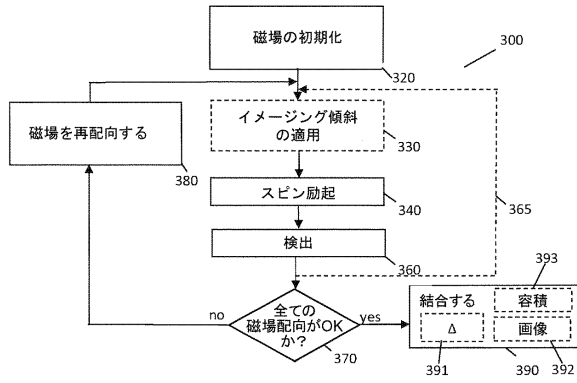 磁場の初期化
300
320
磁場を再配向する
イメージング傾斜
の適用
330
380
スピン励起
340
365
検出
360
393
no
全ての
磁場配向がOK
か?
yes
結合する
容積
Δ
画像
370
391
390
392